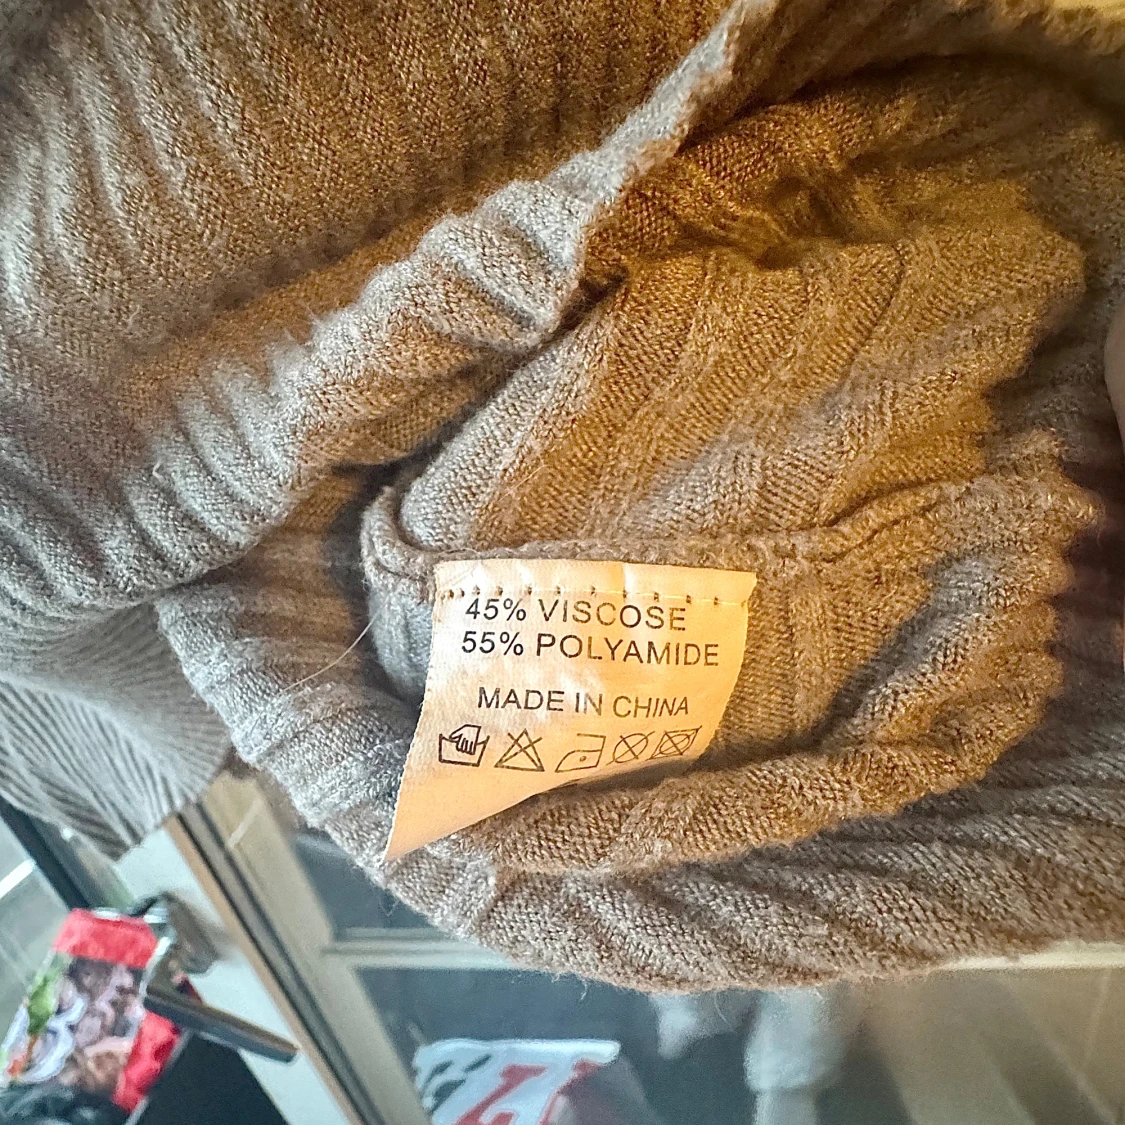 45% VISCOSE
55% POLYAMIDE
MADE IN CHINA